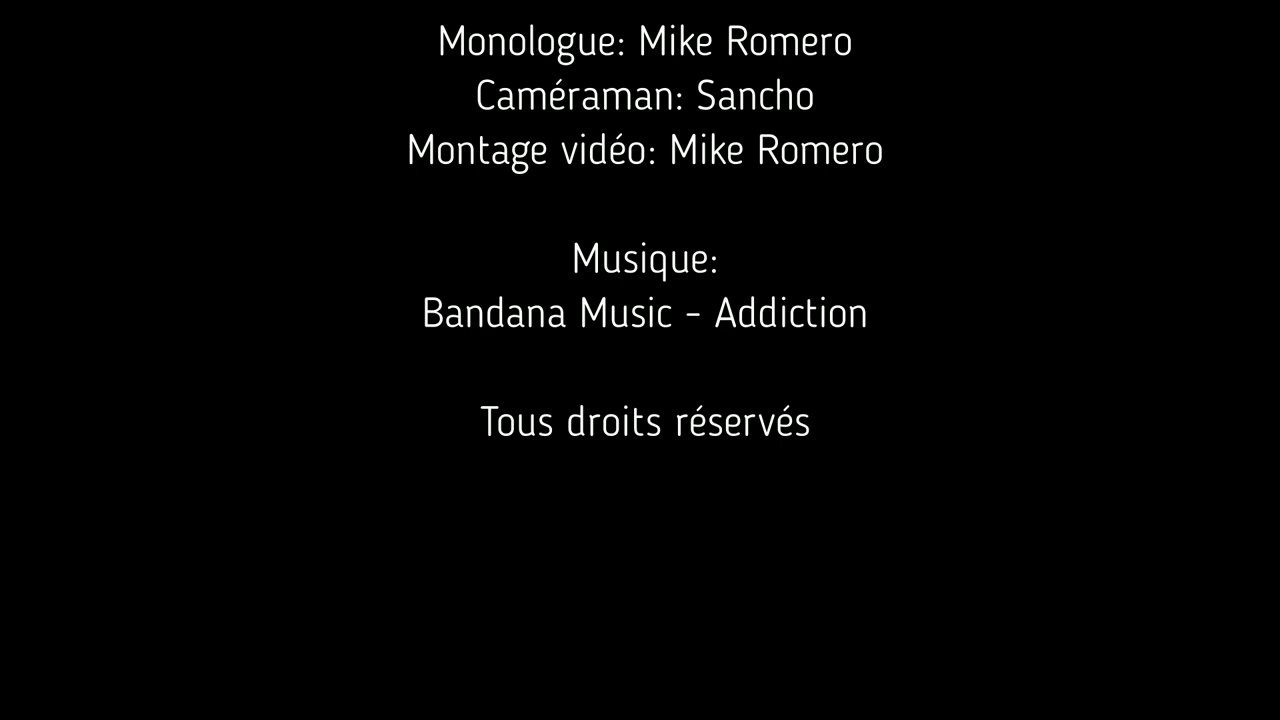 Monologue: Mike Romero
Caméraman: Sancho
Montage vidéo: Mike Romero
Musique:
Bandana Music - Addiction
Tous droits réservés